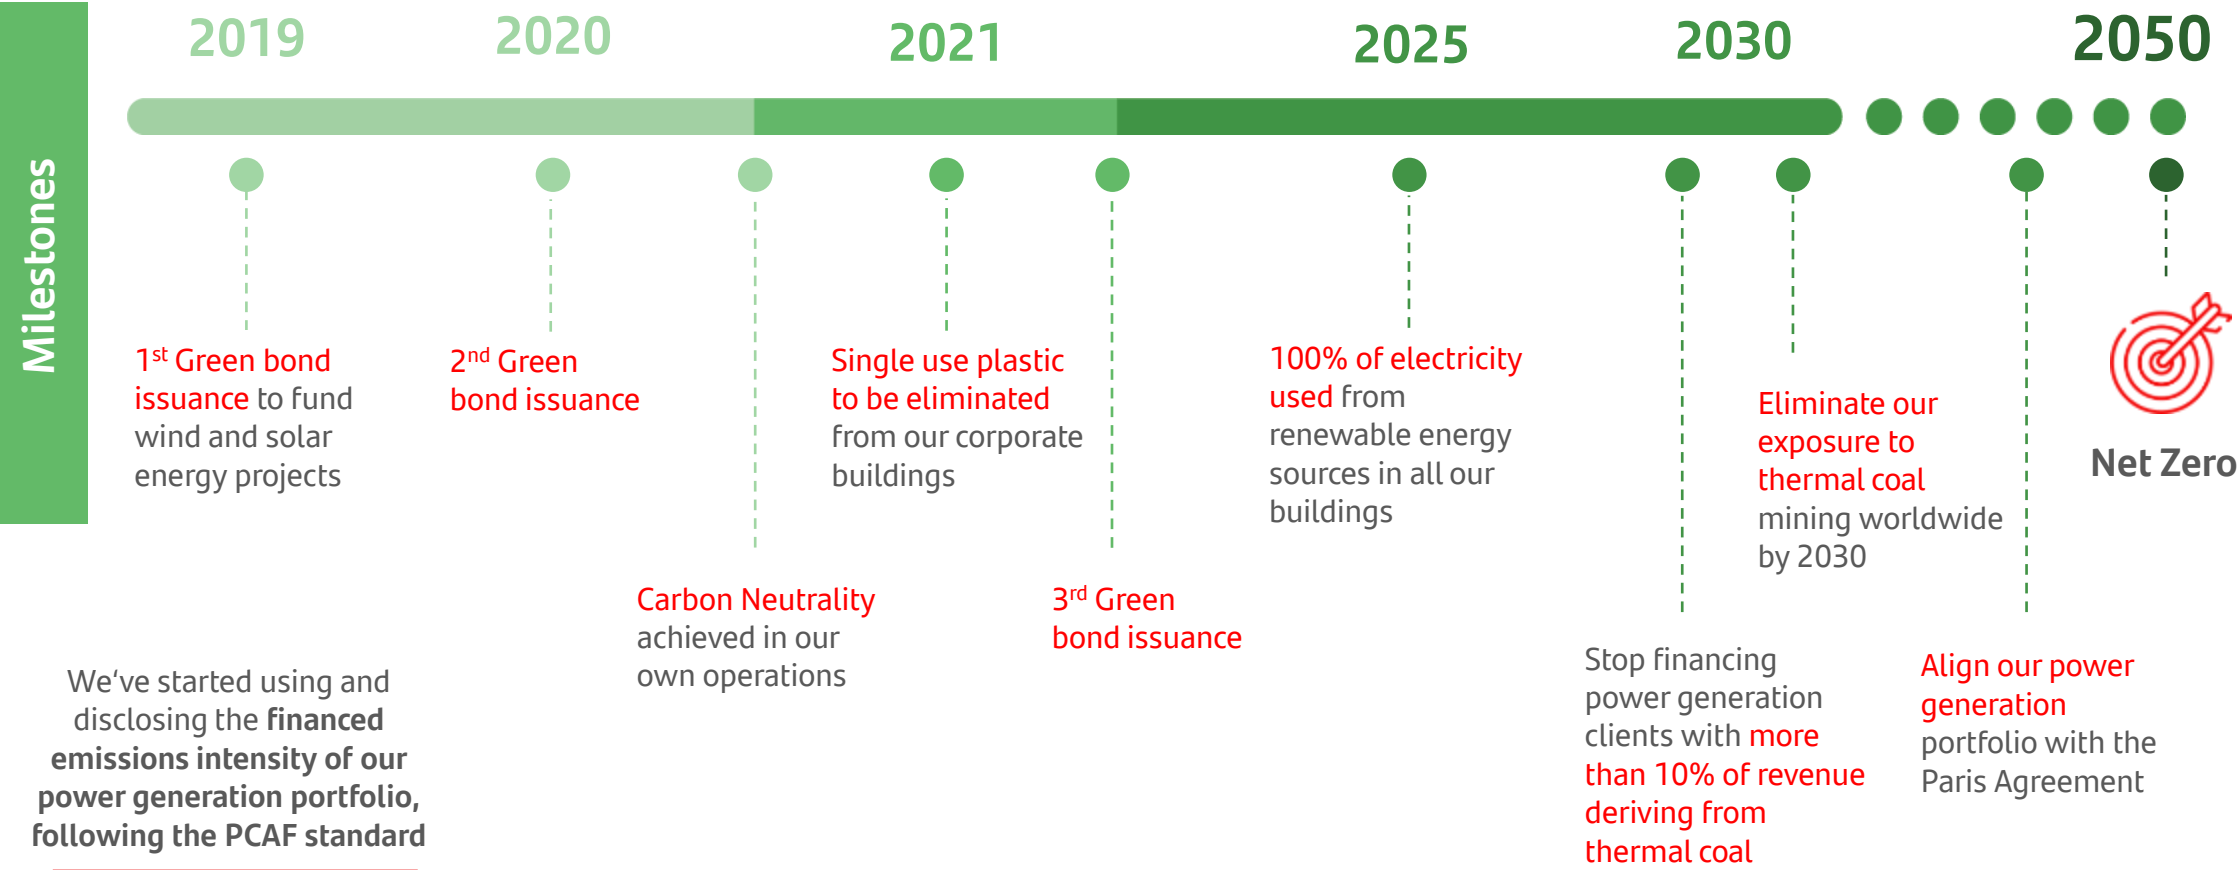 2019
2020
2021
2025
2030
2050
Milestones
1st Green bond
issuance to fund
wind and solar
energy projects
2nd Green
bond issuance
Carbon Neutrality
achieved in our
own operations
Single use plastic
to be eliminated
from our corporate
buildings
3rd Green
bond issuance
100% of electricity
used from
renewable energy
sources in all our
buildings
Stop financing
power generation
clients with more
than 10% of revenue
deriving from
thermal coal
Eliminate our
exposure to
thermal coal
mining worldwide
by 2030
Align our power
generation
portfolio with the
Paris Agreement
Net Zero
We‘ve started using and
disclosing the financed
emissions intensity of our
power generation portfolio,
following the PCAF standard